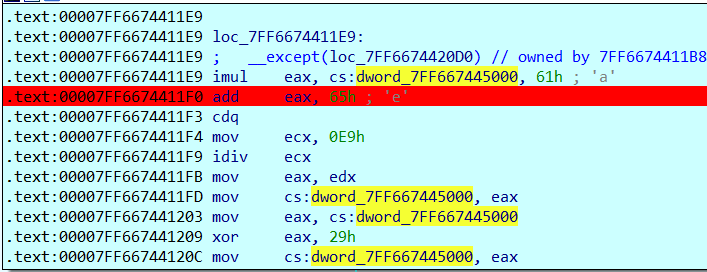 .text:00007FF6674411E9
.text:00007FF6674411E9 loc_7FF6674411E9:
.text:00007FF6674411E9 ;   __except(loc_7FF6674420D0) // owned by 7FF6674411B8
.text:00007FF6674411E9 imul    eax, cs:dword_7FF667445000, 61h ; 'a'
.text:00007FF6674411F0 add     eax, 65h ; 'e'
.text:00007FF6674411F3 cdq
.text:00007FF6674411F4 mov     ecx, 0E9h
.text:00007FF6674411F9 idiv    ecx
.text:00007FF6674411FB mov     eax, edx
.text:00007FF6674411FD mov     cs:dword_7FF667445000, eax
.text:00007FF667441203 mov     eax, cs:dword_7FF667445000
.text:00007FF667441209 xor     eax, 29h
.text:00007FF66744120C mov     cs:dword_7FF667445000, eax